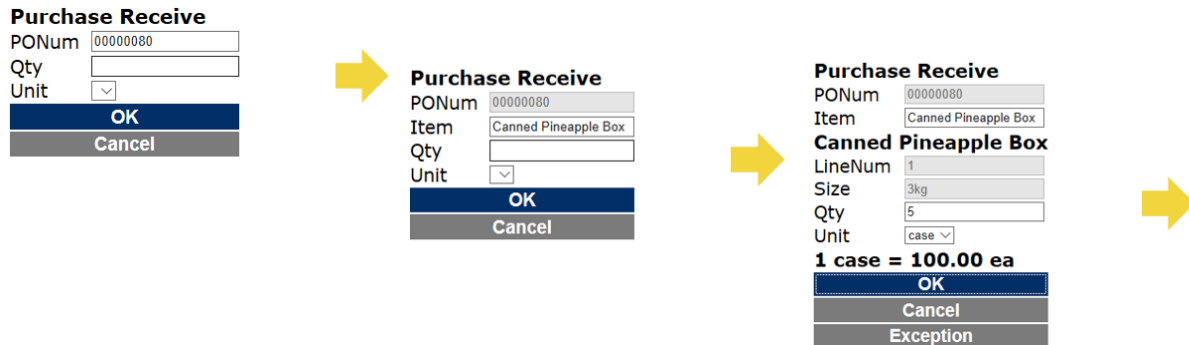 Purchase Receive
PONum 00000080
Qty
Unit
OK
Cancel
Purchase Receive
PONum 00000080
Item Canned Pineapple Box
Qty
Unit
OK
Cancel
Purchase Receive
PONum 00000080
Item Canned Pineapple Box
Canned Pineapple Box
LineNum 1
Size 3kg
Qty 5
Unit case
1 case = 100.00 ea
OK
Cancel
Exception